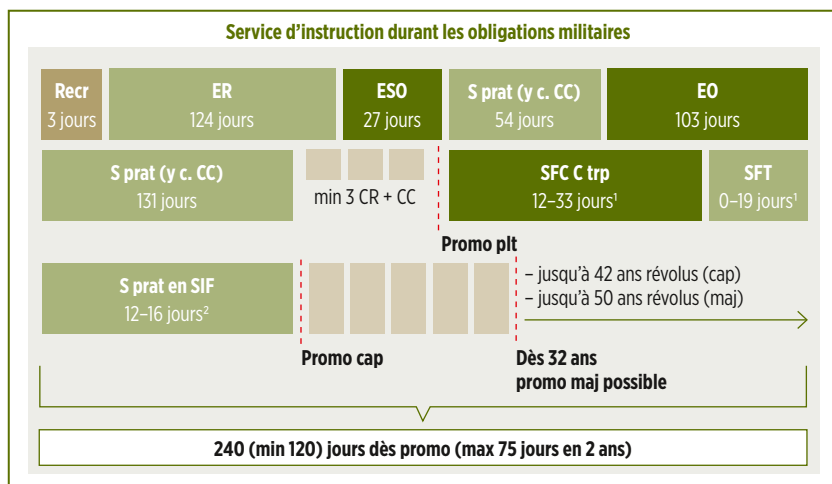 Service d’instruction durant les obligations militaires
Recr
3 jours
ER
124 jours
ESO
27 jours
S prat (y c. CC)
54 jours
EO
103 jours
S prat (y c. CC)
131 jours
min 3 CR + CC
SFC C trp
12–33 jours¹
SFT
0–19 jours¹
Promo plt
S prat en SIF
12–16 jours²
– jusqu’à 42 ans révolus (cap)
– jusqu’à 50 ans révolus (maj)
Promo cap
Dès 32 ans
promo maj possible
240 (min 120) jours dès promo (max 75 jours en 2 ans)